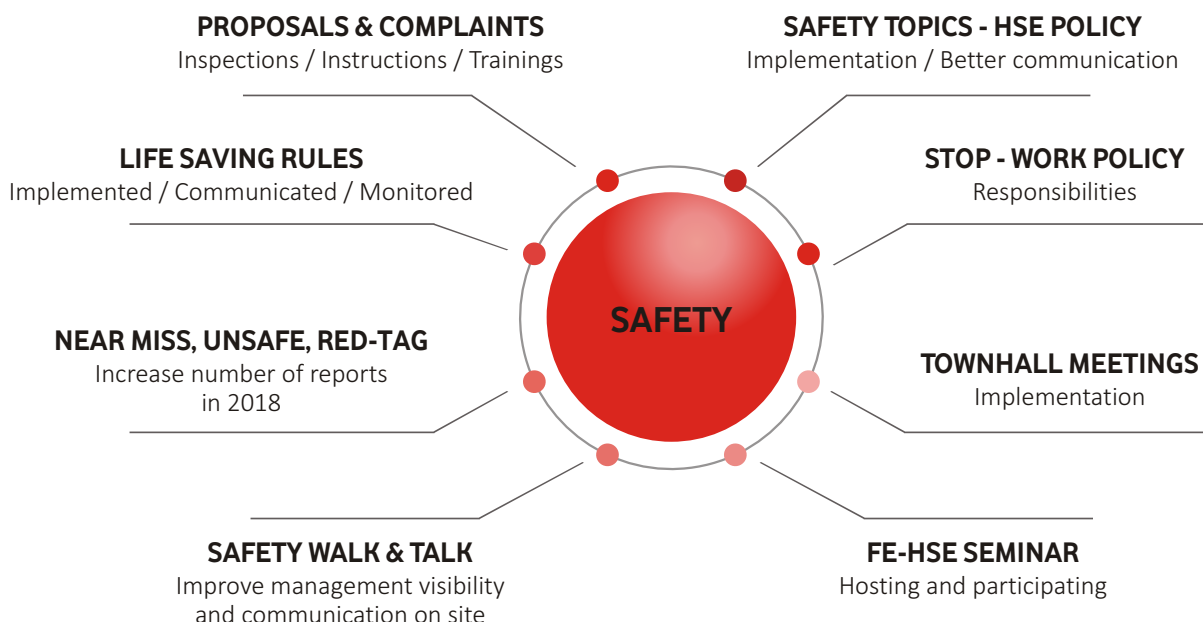 PROPOSALS & COMPLAINTS
Inspections / Instructions / Trainings
SAFETY TOPICS - HSE POLICY
Implementation / Better communication
LIFE SAVING RULES
Implemented / Communicated / Monitored
STOP - WORK POLICY
Responsibilities
SAFETY
NEAR MISS, UNSAFE, RED-TAG
Increase number of reports
in 2018
TOWNHALL MEETINGS
Implementation
SAFETY WALK & TALK
Improve management visibility
and communication on site
FE-HSE SEMINAR
Hosting and participating